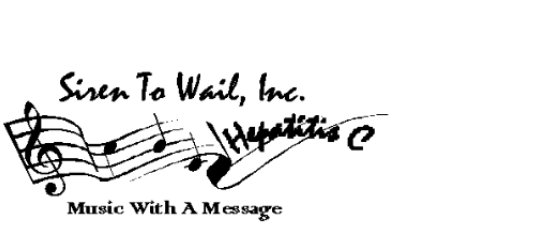 Siren To Wail, Inc.
Hepatitis C
Music With A Message